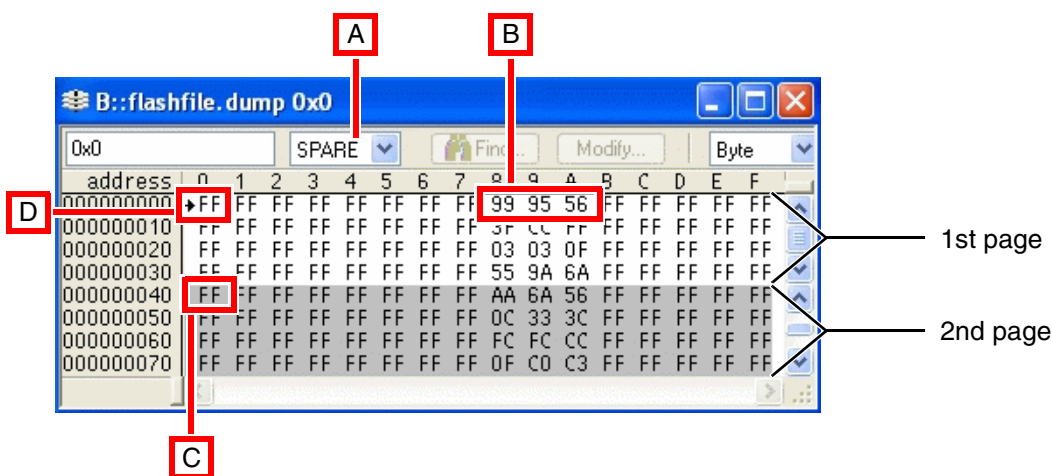 A B
B::flashfile.dump 0x0
0x0 SPARE Find... Modify... Byte
address 0 1 2 3 4 5 6 7 8 9 A B C D E F
D 000000000 FF FF FF FF FF FF FF FF 99 95 56 FF FF FF FF FF
000000010 FF FF FF FF FF FF FF FF 3F CC FF FF FF FF FF FF
1st page
000000020 FF FF FF FF FF FF FF FF 03 03 0F FF FF FF FF FF
000000030 FF FF FF FF FF FF FF FF 55 9A 6A FF FF FF FF FF
000000040 FF FF FF FF FF FF FF FF AA 6A 56 FF FF FF FF FF
000000050 FF FF FF FF FF FF FF FF 0C 33 3C FF FF FF FF FF
2nd page
000000060 FF FF FF FF FF FF FF FF FC FC CC FF FF FF FF FF
000000070 FF FF FF FF FF FF FF FF 0F C0 C3 FF FF FF FF FF
C